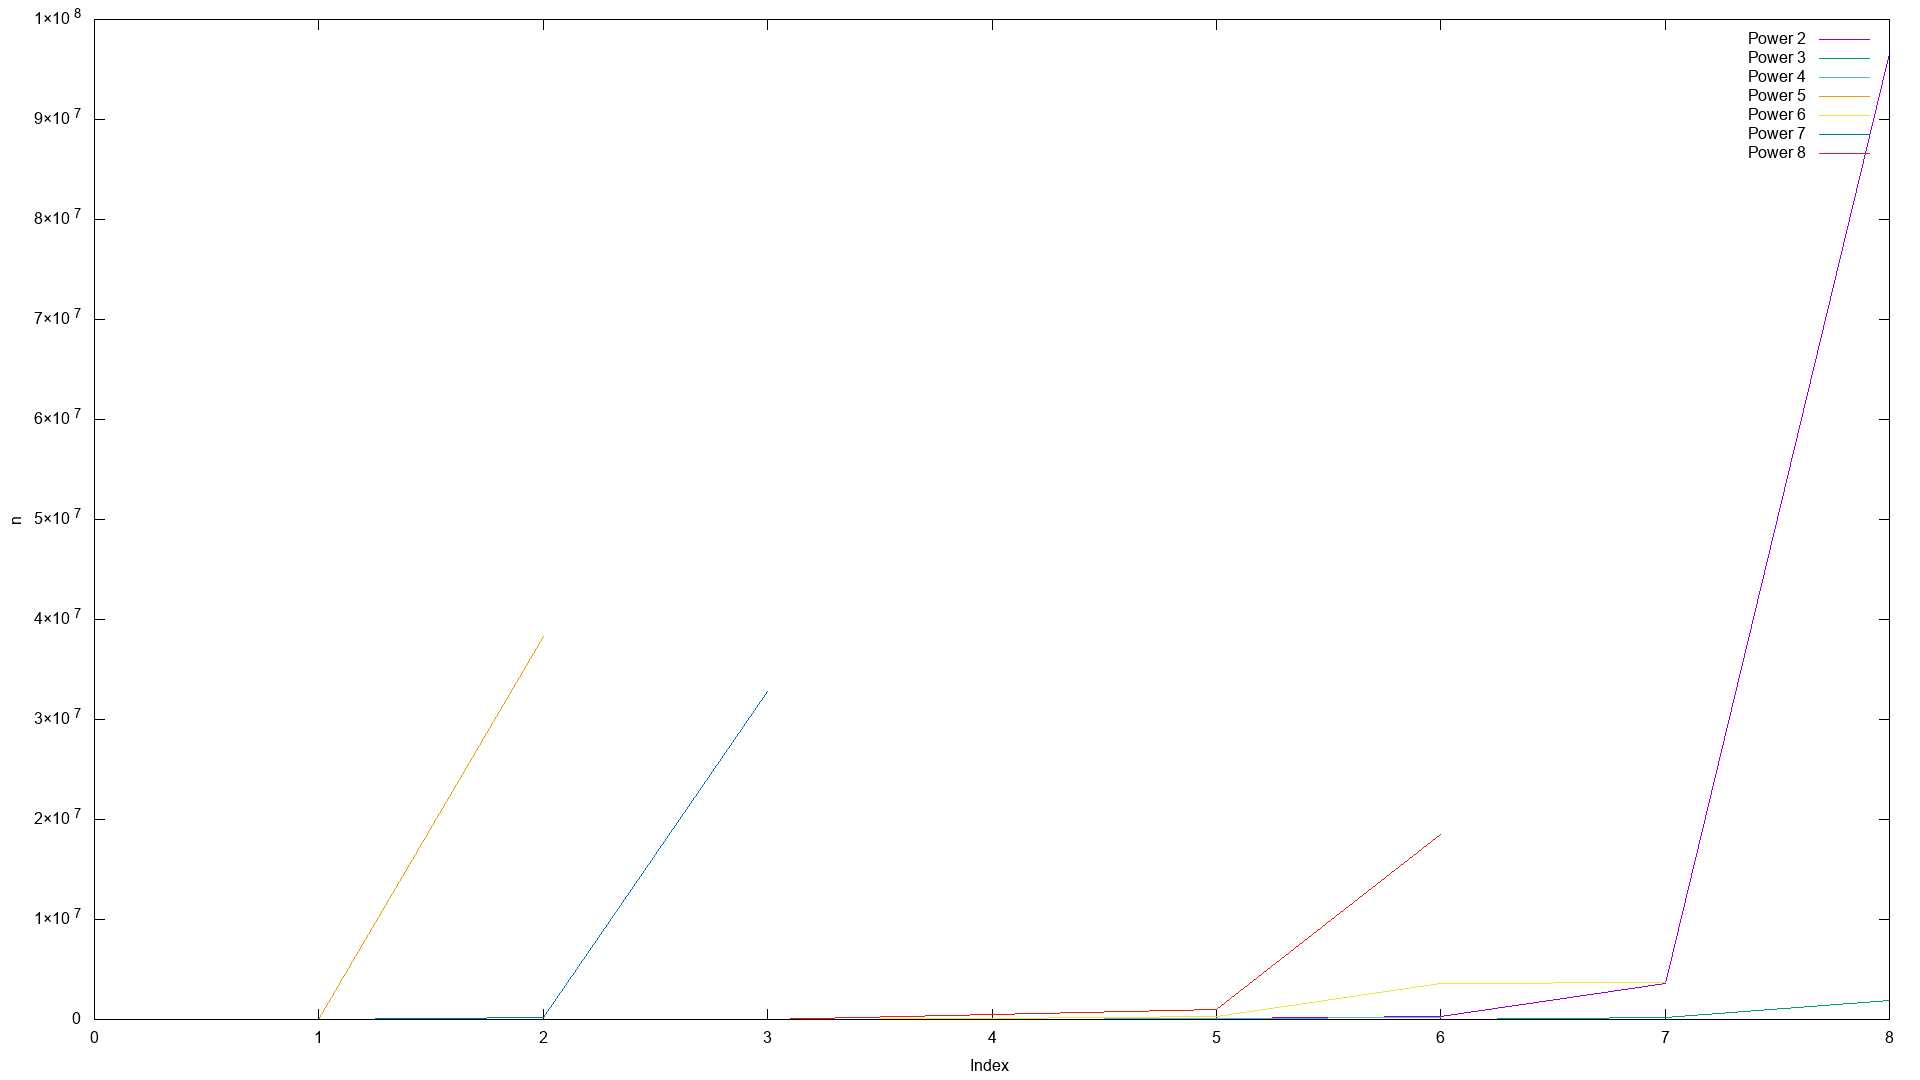 1×10^8
9×10^7
8×10^7
7×10^7
6×10^7
5×10^7
4×10^7
3×10^7
2×10^7
1×10^7
0
n
0 1 2 3 4 5 6 7 8
Index
Power 2
Power 3
Power 4
Power 5
Power 6
Power 7
Power 8